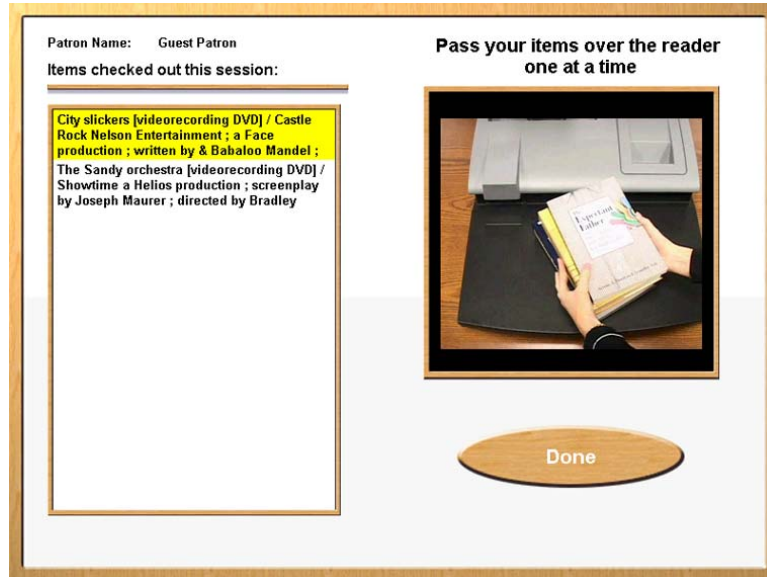 Patron Name: Guest Patron
Items checked out this session:
City slickers [videorecording DVD] / Castle
Rock Nelson Entertainment ; a Face
production ; written by & Babaloo Mandel ;
The Sandy orchestra [videorecording DVD] /
Showtime a Helios production ; screenplay
by Joseph Maurer ; directed by Bradley
Pass your items over the reader
one at a time
Expectant
Father
Done